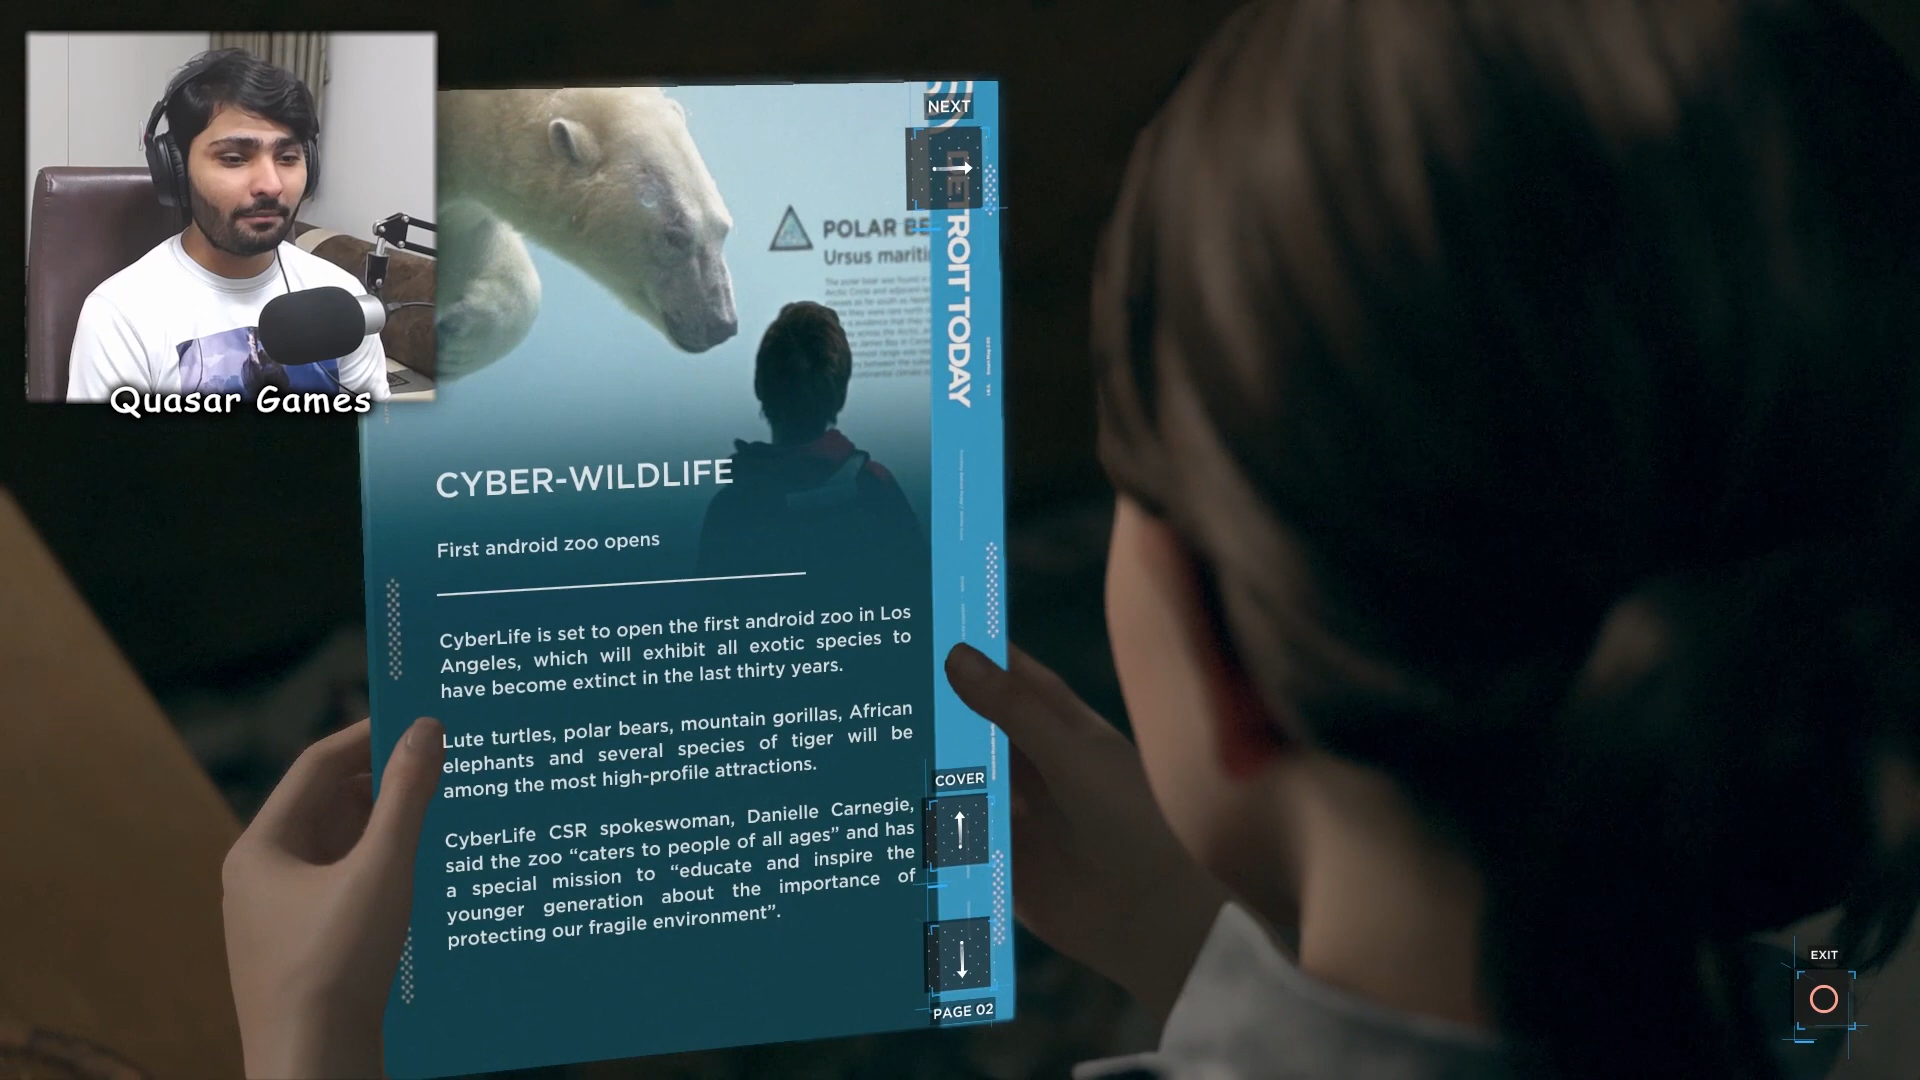 Quasar Games
NEXT
POLAR BE
Ursus mariti
TROIT TODAY
CYBER-WILDLIFE
First android zoo opens
CyberLife is set to open the first android zoo in Los
Angeles, which will exhibit all exotic species to
have become extinct in the last thirty years.
Lute turtles, polar bears, mountain gorillas, African
elephants and several species of tiger will be
among the most high-profile attractions.
CyberLife CSR spokeswoman, Danielle Carnegie,
said the zoo “caters to people of all ages” and has
a special mission to “educate and inspire the
younger generation about the importance of
protecting our fragile environment”.
COVER
PAGE 02
EXIT